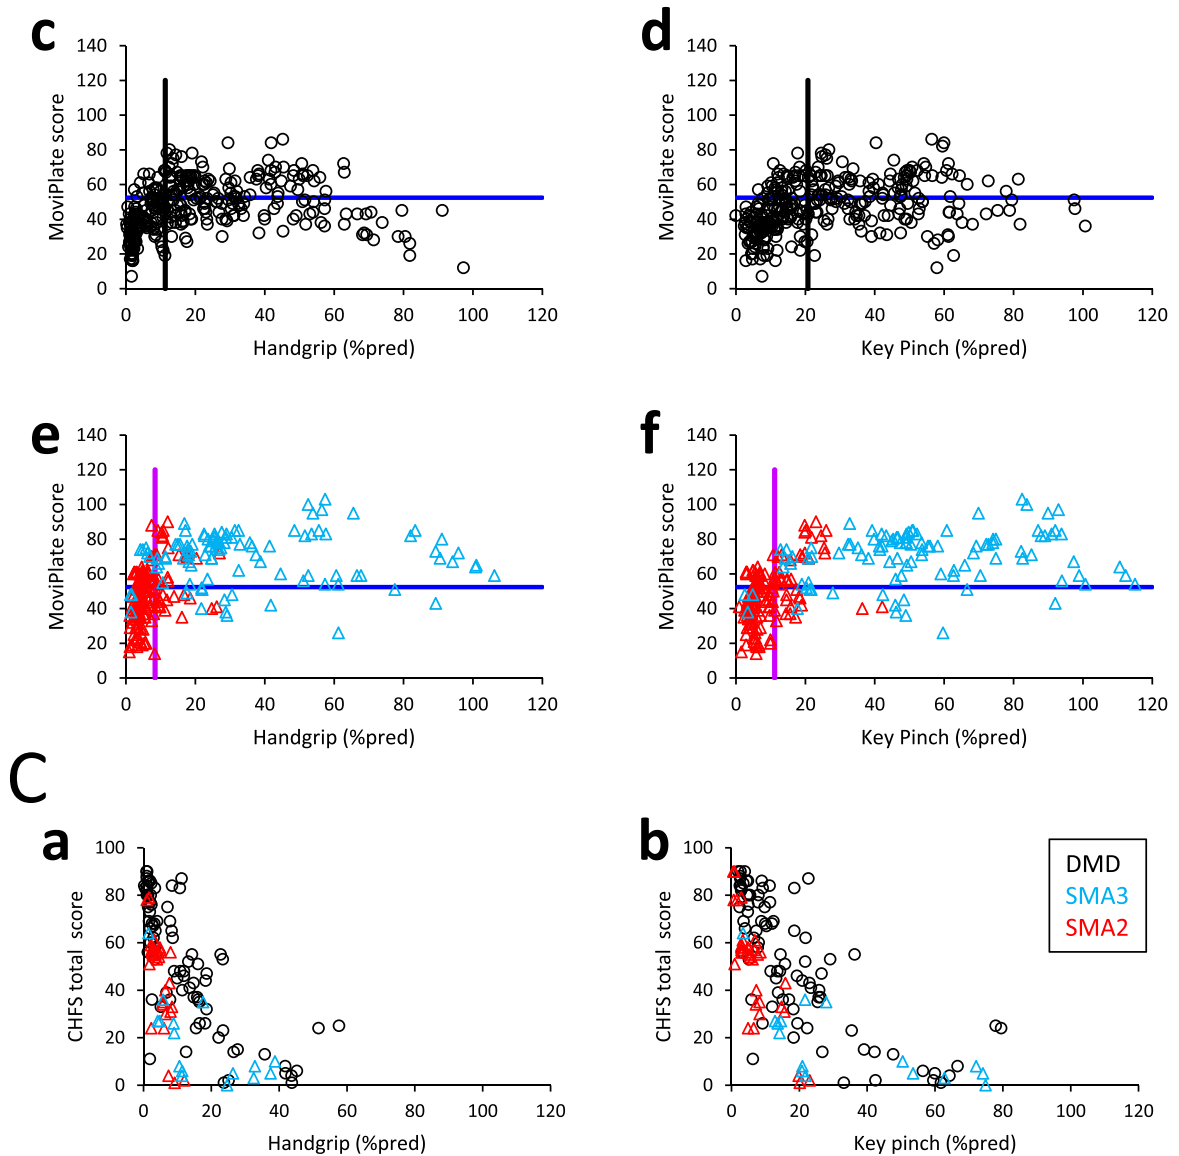 c
MoviPlate score
140
120
100
80
60
40
20
0
0 20 40 60 80 100 120
Handgrip (%pred)
d
MoviPlate score
140
120
100
80
60
40
20
0
0 20 40 60 80 100 120
Key Pinch (%pred)
e
MoviPlate score
140
120
100
80
60
40
20
0
0 20 40 60 80 100 120
Handgrip (%pred)
f
MoviPlate score
140
120
100
80
60
40
20
0
0 20 40 60 80 100 120
Key Pinch (%pred)
C
a
CHFS total score
100
80
60
40
20
0
0 20 40 60 80 100
Handgrip (%pred)
b
CHFS total score
100
80
60
40
20
0
0 20 40 60 80 100
Key pinch (%pred)
DMD
SMA3
SMA2